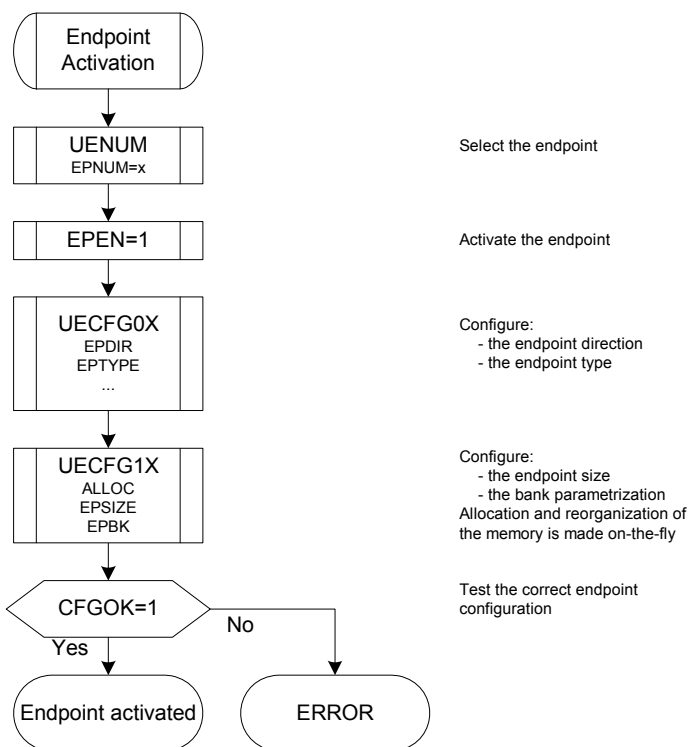 Endpoint
Activation
UENUM
EPNUM=x
Select the endpoint
EPEN=1
Activate the endpoint
UECFG0X
EPDIR
EPTYPE
...
Configure:
- the endpoint direction
- the endpoint type
UECFG1X
ALLOC
EPSIZE
EPBK
Configure:
- the endpoint size
- the bank parametrization
Allocation and reorganization of
the memory is made on-the-fly
CFGOK=1
Test the correct endpoint
configuration
No
Yes
Endpoint activated
ERROR